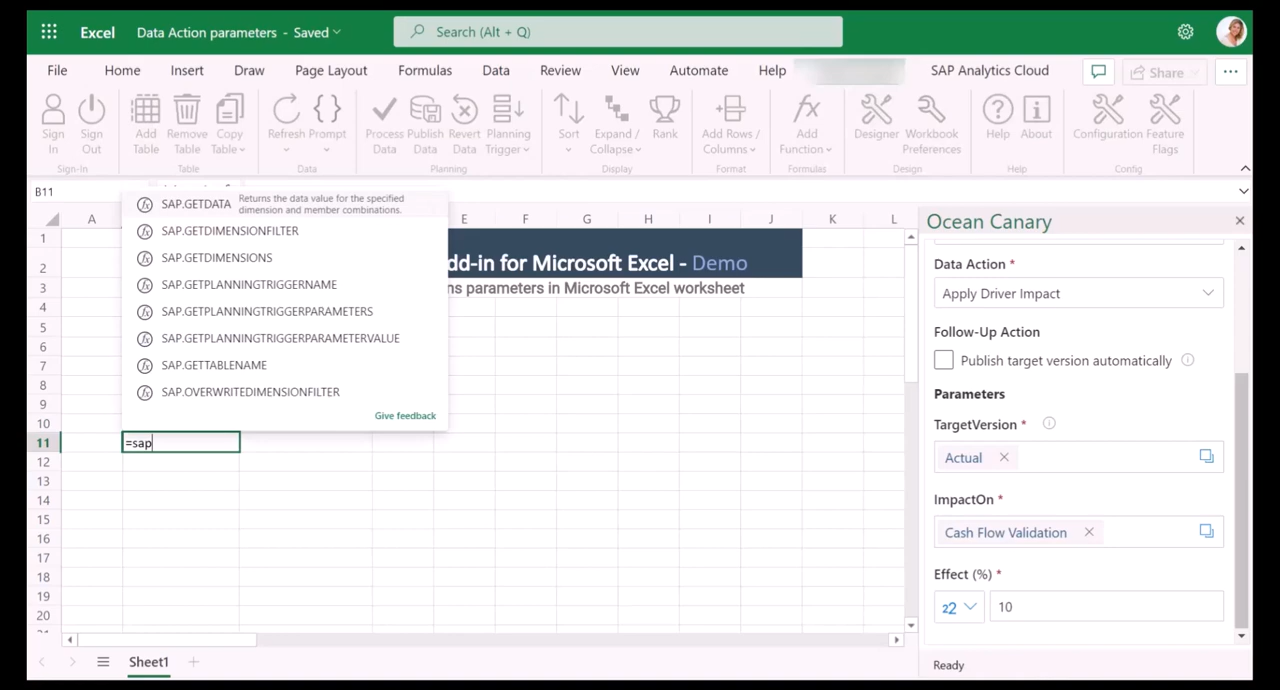 Excel Data Action parameters - Saved Search (Alt + Q)
File Home Insert Draw Page Layout Formulas Data Review View Automate Help SAP Analytics Cloud Share
Sign In Sign Out Add Table Remove Table Copy Table Refresh Prompt Process Data Publish Data Revert Data Planning Trigger Sort Expand / Collapse Rank Add Rows / Columns Add Function Designer Workbook Preferences Help About Configuration Feature Flags
Sign-In Table Data Planning Display Format Formulas Design Help Config
B11
A E F G H I J K L
SAP.GETDATA Returns the data value for the specified
dimension and member combinations.
SAP.GETDIMENSIONFILTER
SAP.GETDIMENSIONS
SAP.GETPLANNINGTRIGGERNAME
SAP.GETPLANNINGTRIGGERPARAMETERS
SAP.GETPLANNINGTRIGGERPARAMETERVALUE
SAP.GETTABLENAME
SAP.OVERWRITEDIMENSIONFILTER
Give feedback
dd-in for Microsoft Excel - Demo
ns parameters in Microsoft Excel worksheet
1
2
3
4
5
6
7
8
9
10
11 =sap
12
13
14
15
16
17
18
19
20
Sheet1
Ocean Canary
Data Action *
Apply Driver Impact
Follow-Up Action
Publish target version automatically
Parameters
TargetVersion *
Actual
ImpactOn *
Cash Flow Validation
Effect (%) *
22 10
Ready